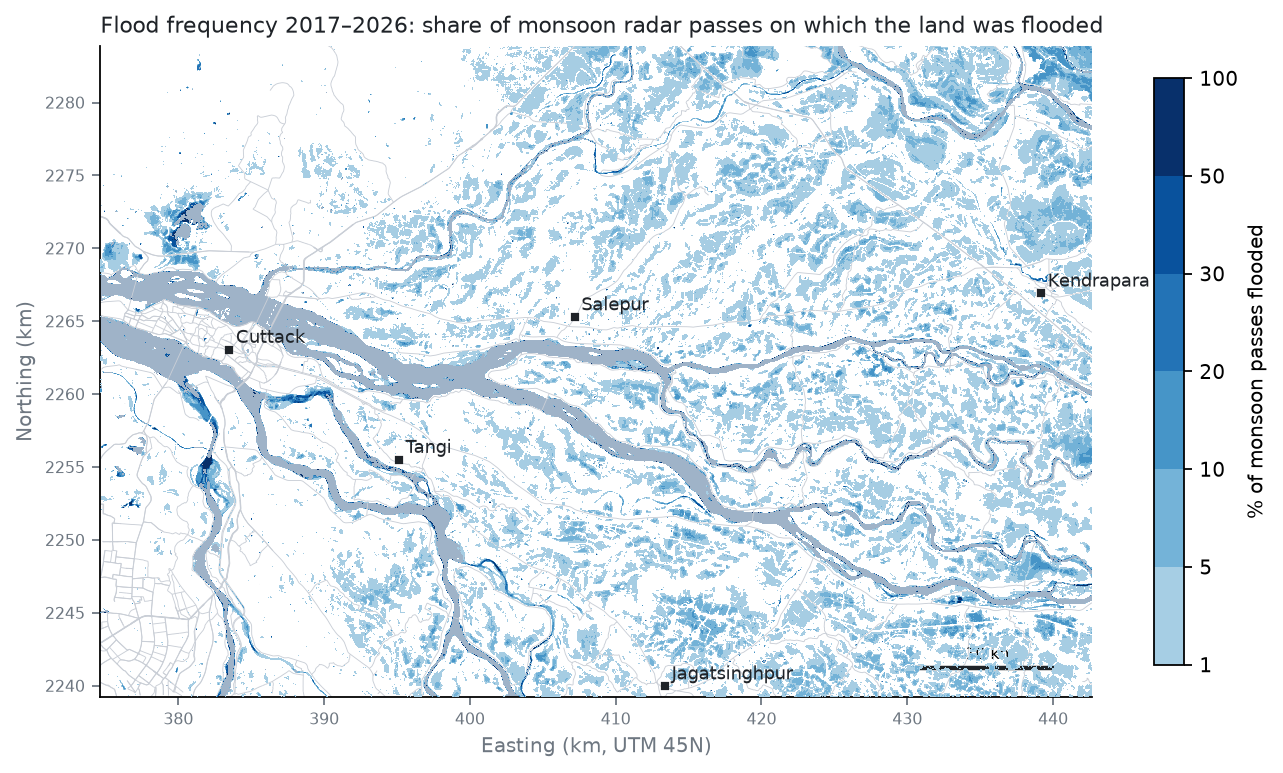 Flood frequency 2017–2026: share of monsoon radar passes on which the land was flooded
2280
2275
2270
2265
2260
2255
2250
2245
2240
Northing (km)
380
390
400
410
420
430
440
Easting (km, UTM 45N)
Kendrapara
Salepur
Cuttack
Tangi
Jagatsinghpur
100
50
30
20
10
5
1
% of monsoon passes flooded